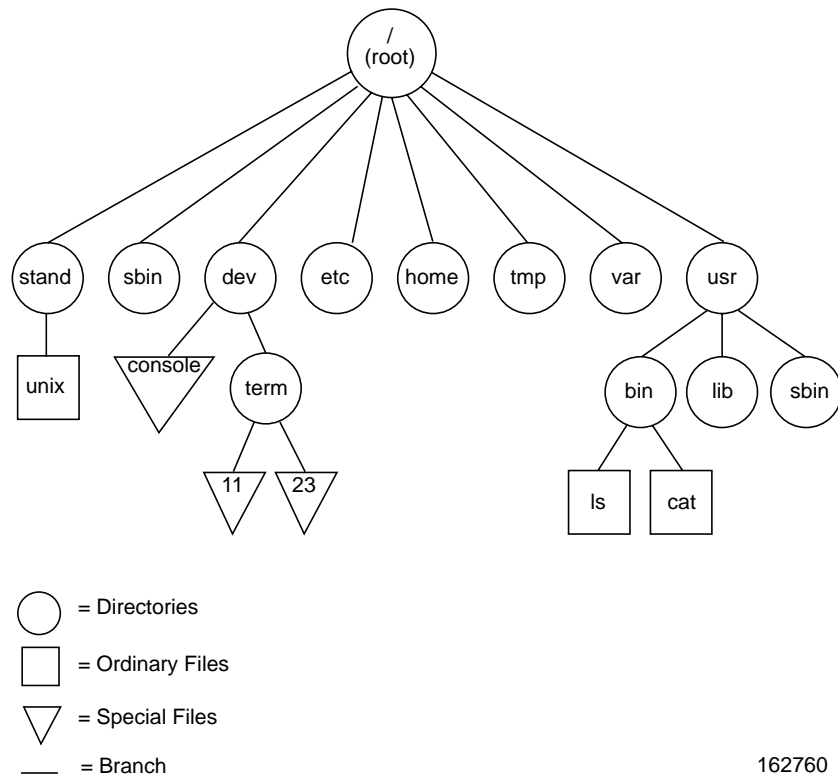 /
(root)
stand sbin dev etc home tmp var usr
unix console term bin lib sbin
11 23 ls cat
= Directories
= Ordinary Files
= Special Files
= Branch
162760